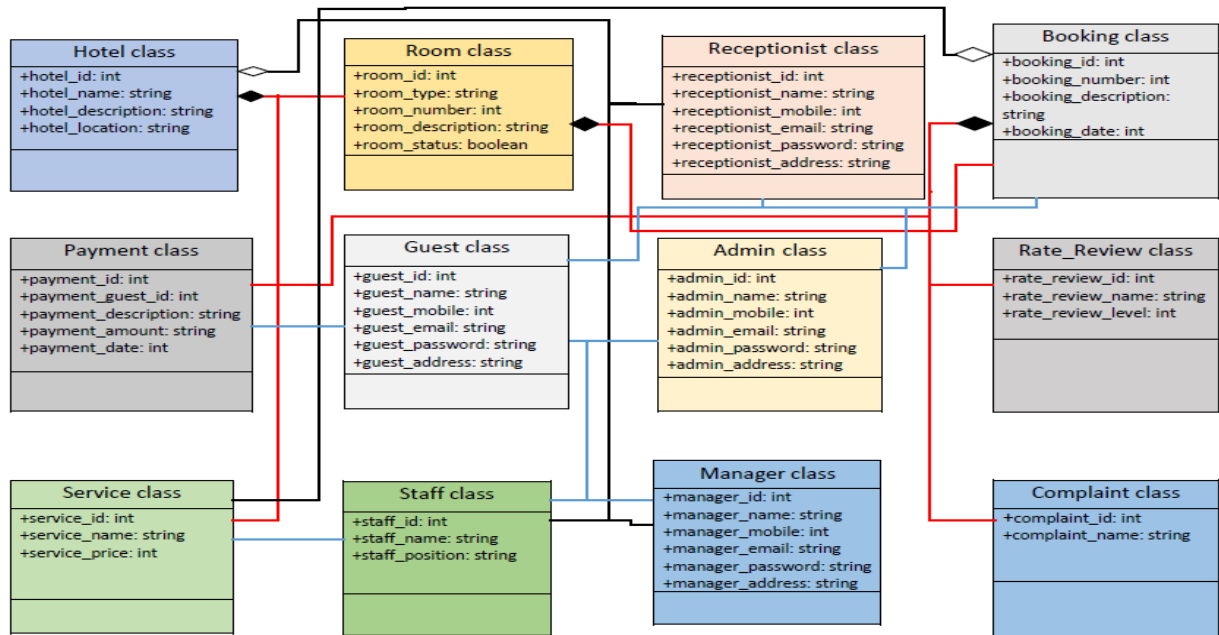 Hotel class
+hotel_id: int
+hotel_name: string
+hotel_description: string
+hotel_location: string
Room class
+room_id: int
+room_type: string
+room_number: int
+room_description: string
+room_status: boolean
Receptionist class
+receptionist_id: int
+receptionist_name: string
+receptionist_mobile: int
+receptionist_email: string
+receptionist_password: string
+receptionist_address: string
Booking class
+booking_id: int
+booking_number: int
+booking_description:
string
+booking_date: int
Payment class
+payment_id: int
+payment_guest_id: int
+payment_description: string
+payment_amount: string
+payment_date: int
Guest class
+guest_id: int
+guest_name: string
+guest_mobile: int
+guest_email: string
+guest_password: string
+guest_address: string
Admin class
+admin_id: int
+admin_name: string
+admin_mobile: int
+admin_email: string
+admin_password: string
+admin_address: string
Rate_Review class
+rate_review_id: int
+rate_review_name: string
+rate_review_level: int
Service class
+service_id: int
+service_name: string
+service_price: int
Staff class
+staff_id: int
+staff_name: string
+staff_position: string
Manager class
+manager_id: int
+manager_name: string
+manager_mobile: int
+manager_email: string
+manager_password: string
+manager_address: string
Complaint class
+complaint_id: int
+complaint_name: string